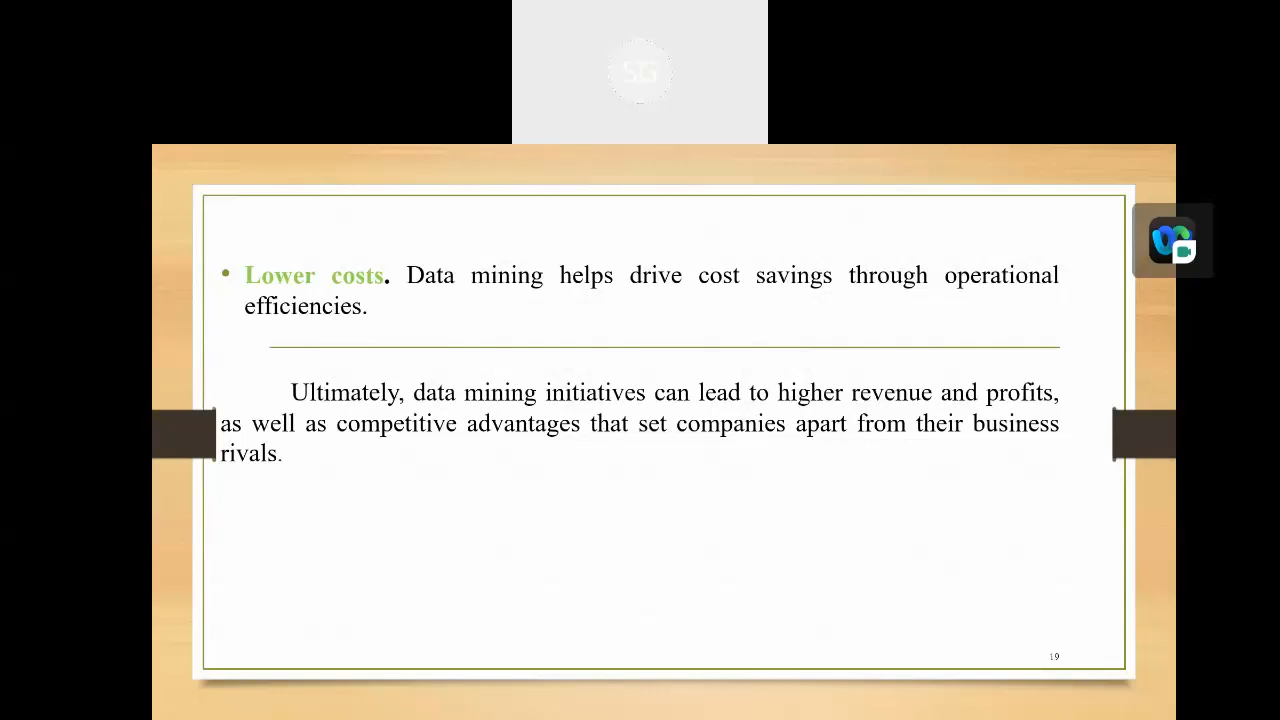 SG
• Lower costs. Data mining helps drive cost savings through operational
efficiencies.
Ultimately, data mining initiatives can lead to higher revenue and profits,
as well as competitive advantages that set companies apart from their business
rivals.
19